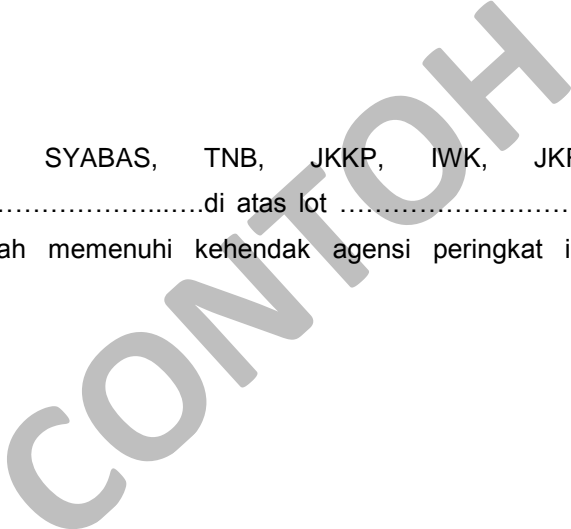 SYABAS, TNB, JKKP, IWK,
………………...….di atas lot ………….……………
memenuhi kehendak agensi peringkat
CONTOH